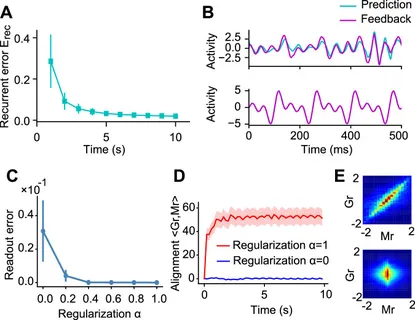 A
Recurrent error Erec
0.4
0.2
0.0
0
5
10
Time (s)
B
Prediction
Feedback
Activity
2.5
0.0
−2.5
Activity
5
0
−5
0
200
400
500
Time (ms)
C
×10⁻¹
Readout error
0.4
0.2
0.0
0.0 0.2 0.4 0.6 0.8 1.0
Regularization α
D
Alignment <Gr,Mr>
60
40
20
0
Regularization α=1
Regularization α=0
0
5
10
Time (s)
E
2
Gr
-2
-2 Mr 2
2
Gr
-2
-2 Mr 2